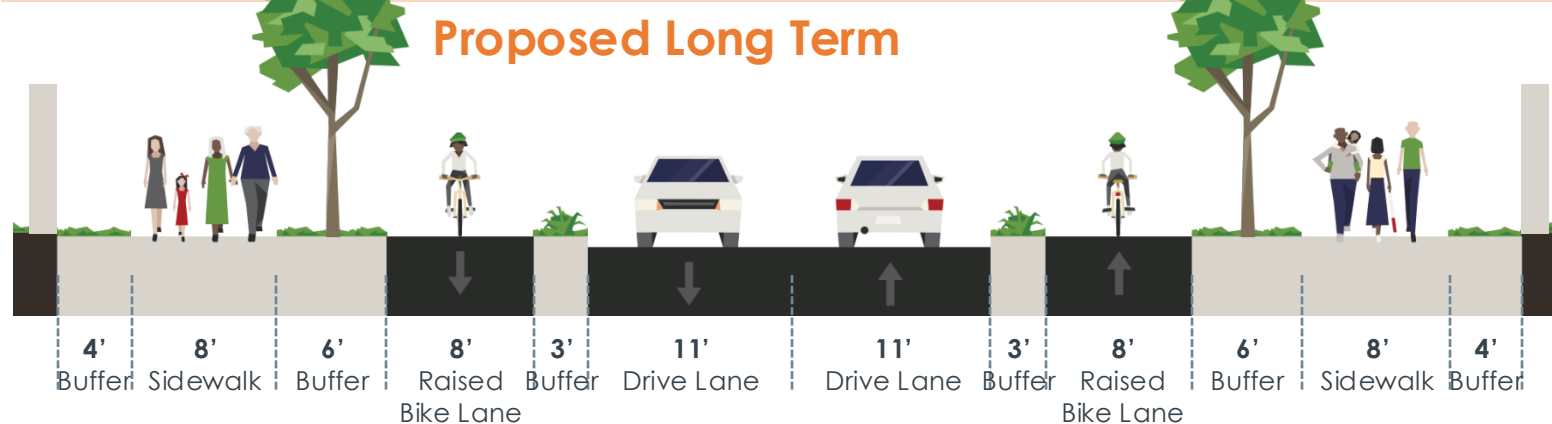 Proposed Long Term
4’ 8’ 6’ 8’ 3’ 11’ 11’ 3’ 8’ 6’ 8’ 4’
Buffer Sidewalk Buffer Raised Buffer Drive Lane Drive Lane Buffer Raised Buffer Sidewalk Buffer
Bike Lane Bike Lane